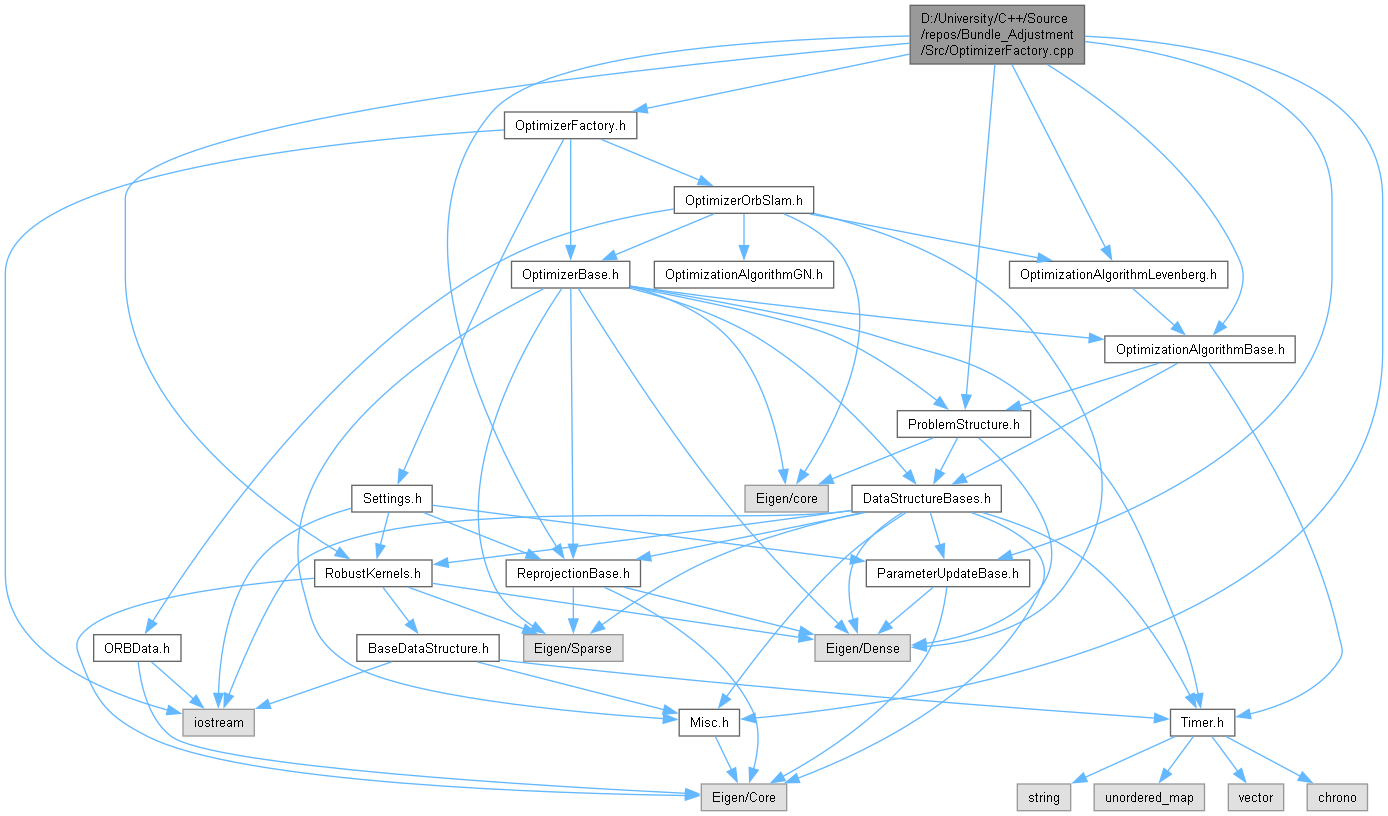 D:/University/C++/Source
/repos/Bundle_Adjustment
/Src/OptimizerFactory.cpp
OptimizerFactory.h
OptimizerOrbSlam.h
OptimizerBase.h
OptimizationAlgorithmGN.h
OptimizationAlgorithmLevenberg.h
OptimizationAlgorithmBase.h
ProblemStructure.h
Settings.h
Eigen/core
DataStructureBases.h
RobustKernels.h
ReprojectionBase.h
ParameterUpdateBase.h
ORBData.h
BaseDataStructure.h
Eigen/Sparse
Eigen/Dense
iostream
Misc.h
Timer.h
Eigen/Core
string
unordered_map
vector
chrono